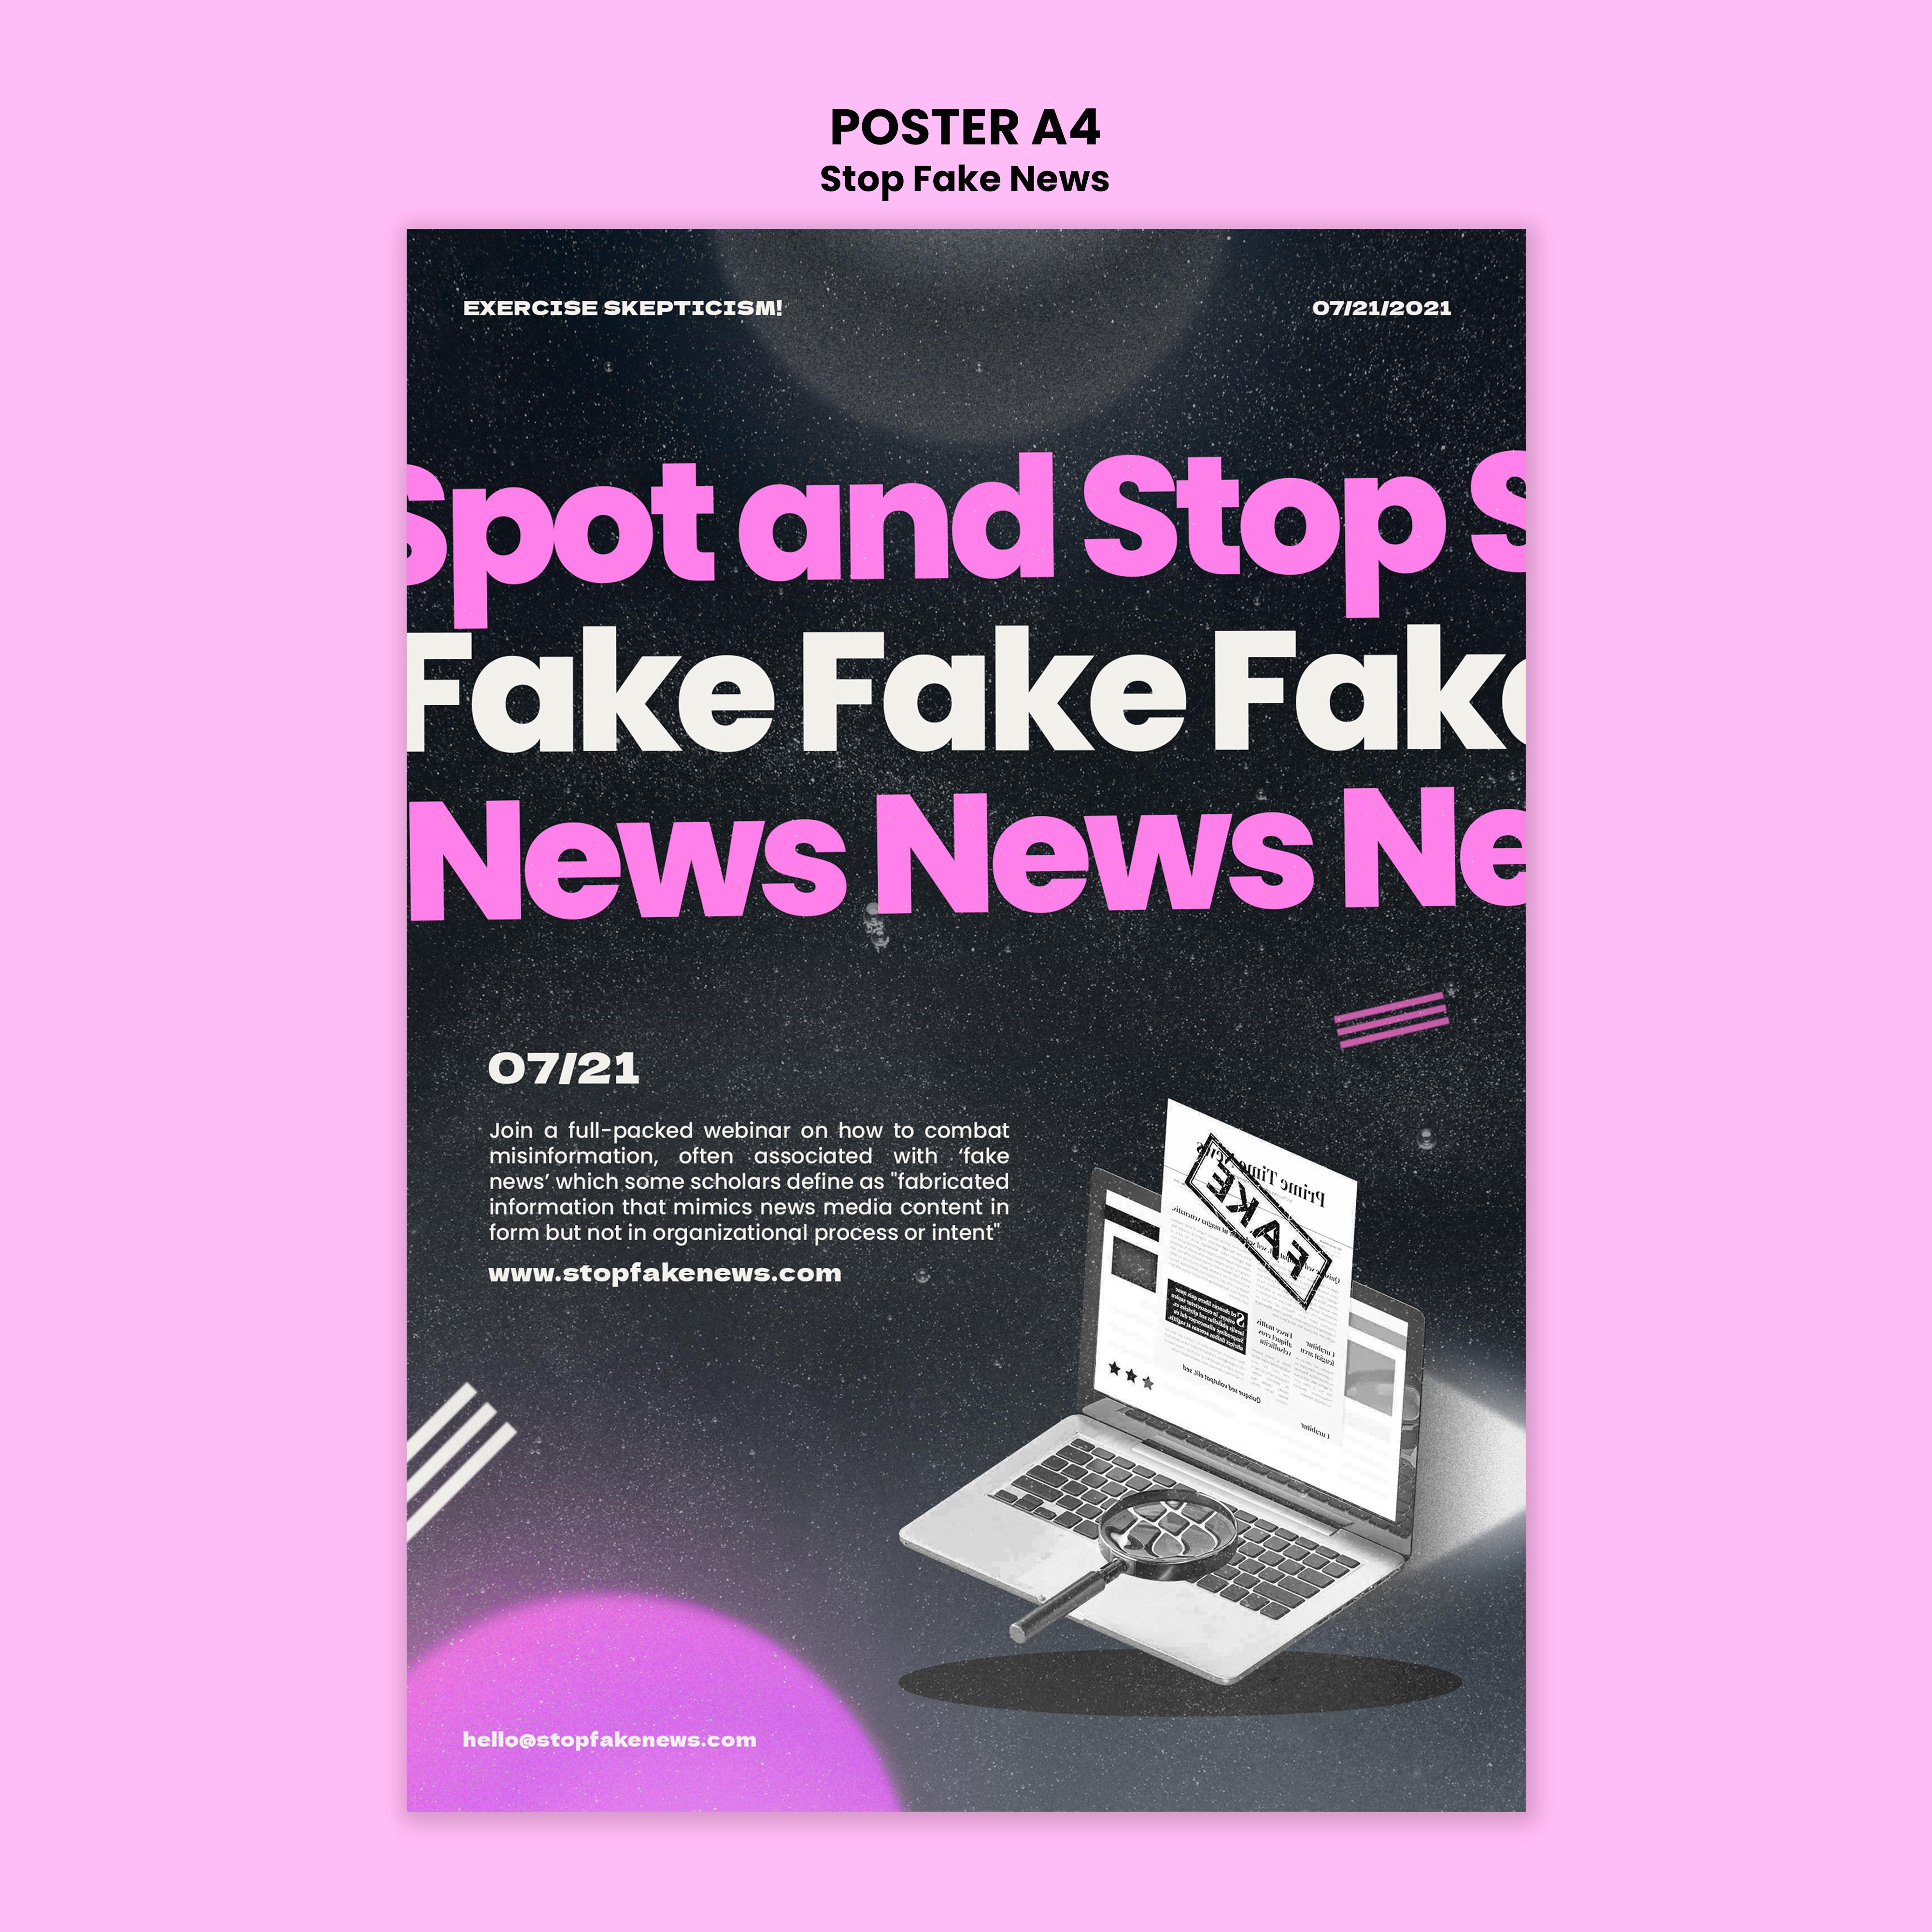 POSTER A4
Stop Fake News
EXERCISE SKEPTICISM!
07/21/2021
Spot and Stop S
Fake Fake Fake
News News Ne
07/21
Join a full-packed webinar on how to combat
misinformation, often associated with ‘fake
news’ which some scholars define as "fabricated
information that mimics news media content in
form but not in organizational process or intent"
www.stopfakenews.com
Prime Time
FAKE
hello@stopfakenews.com